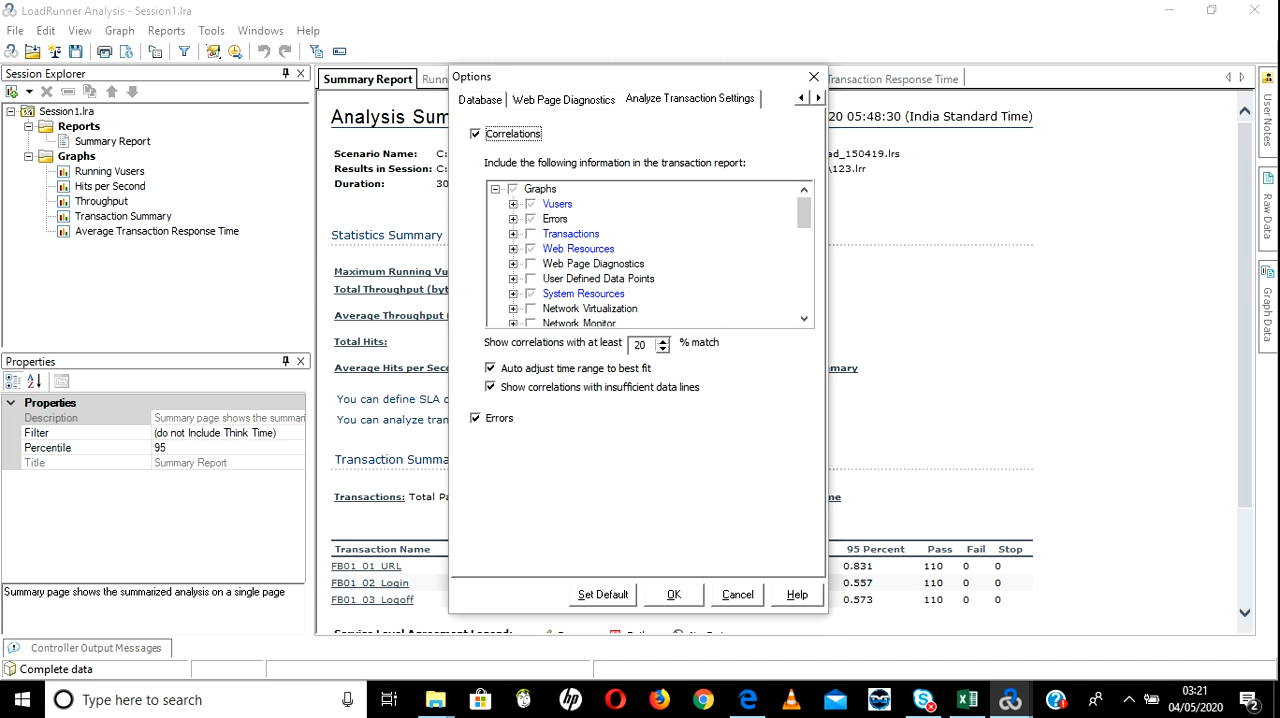 LoadRunner Analysis - Session1.lra
File Edit View Graph Reports Tools Windows Help
Session Explorer
Session1.lra
Reports
Summary Report
Graphs
Running Vusers
Hits per Second
Throughput
Transaction Summary
Average Transaction Response Time
Properties
Properties
Description Summary page shows the summari
Filter (do not Include Think Time)
Percentile 95
Title Summary Report
Summary page shows the summarized analysis on a single page
Controller Output Messages
Complete data
Summary Report Runn Transaction Response Time
Analysis Sum 20 05:48:30 (India Standard Time)
Scenario Name: C: ad_150419.lrs
Results in Session: C: \123.lrr
Duration: 30
Statistics Summary
Maximum Running Vu
Total Throughput (byt
Average Throughput
Total Hits:
Average Hits per Seco mmary
You can define SLA
You can analyze tran
Transaction Summa
Transactions: Total Pa me
Transaction Name 95 Percent Pass Fail Stop
FB01_01_URL 0.831 110 0 0
FB01_02_Login 0.557 110 0 0
FB01_03_Logoff 0.573 110 0 0
Options
Database Web Page Diagnostics Analyze Transaction Settings
Correlations
Include the following information in the transaction report:
Graphs
Vusers
Errors
Transactions
Web Resources
Web Page Diagnostics
User Defined Data Points
System Resources
Network Virtualization
Network Monitor
Show correlations with at least 20 % match
Auto adjust time range to best fit
Show correlations with insufficient data lines
Errors
Set Default OK Cancel Help
User Notes
Raw Data
Graph Data
Type here to search
03:21
04/05/2020
2